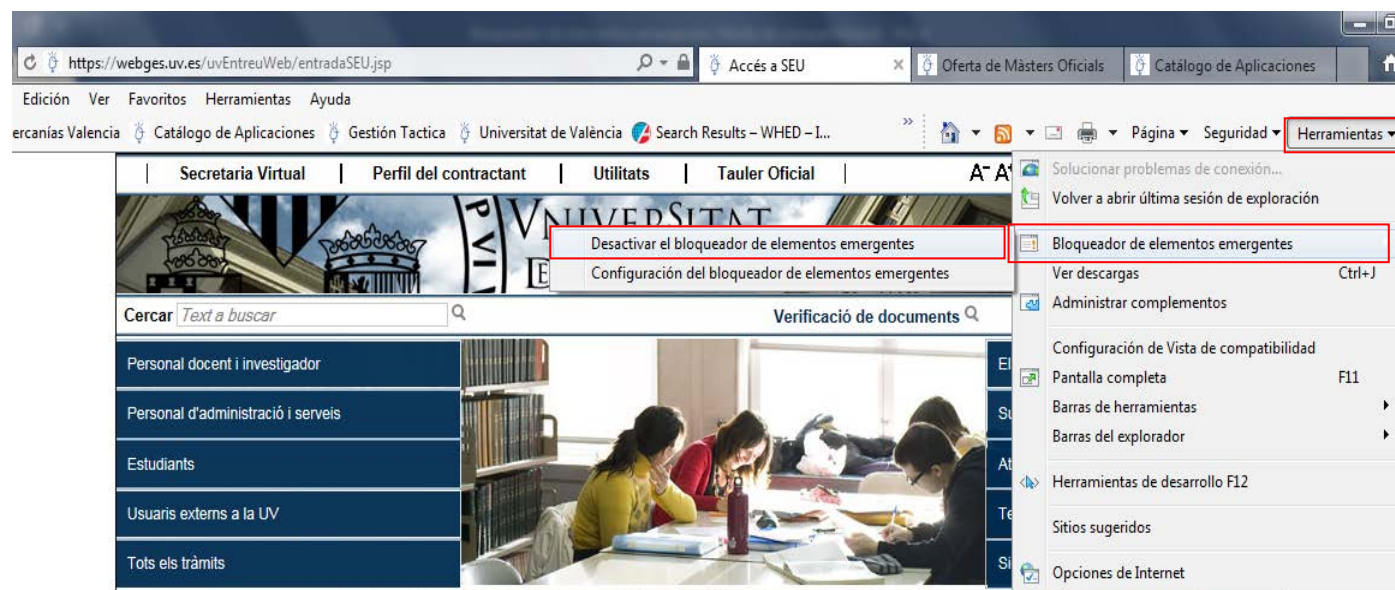 https://webges.uv.es/uvEntreuWeb/entradaSEU.jsp
Accés a SEU
Oferta de Màsters Oficials
Catálogo de Aplicaciones
Edición Ver Favoritos Herramientas Ayuda
ercanías Valencia Catálogo de Aplicaciones Gestión Tactica Universitat de València Search Results – WHED – I... » Página Seguridad Herramientas
Secretaria Virtual | Perfil del contractant | Utilitats | Tauler Oficial | A- A+
Solucionar problemas de conexión...
Volver a abrir última sesión de exploración
VNIVERSITAT
Desactivar el bloqueador de elementos emergentes
Bloqueador de elementos emergentes
Configuración del bloqueador de elementos emergentes
Ver descargas Ctrl+J
Administrar complementos
Cercar Text a buscar
Verificació de documents
Configuración de Vista de compatibilidad
Personal docent i investigador
Pantalla completa F11
Personal d'administració i serveis
Barras de herramientas
Barras del explorador
Estudiants
Herramientas de desarrollo F12
Usuaris externs a la UV
Sitios sugeridos
Tots els tràmits
Opciones de Internet